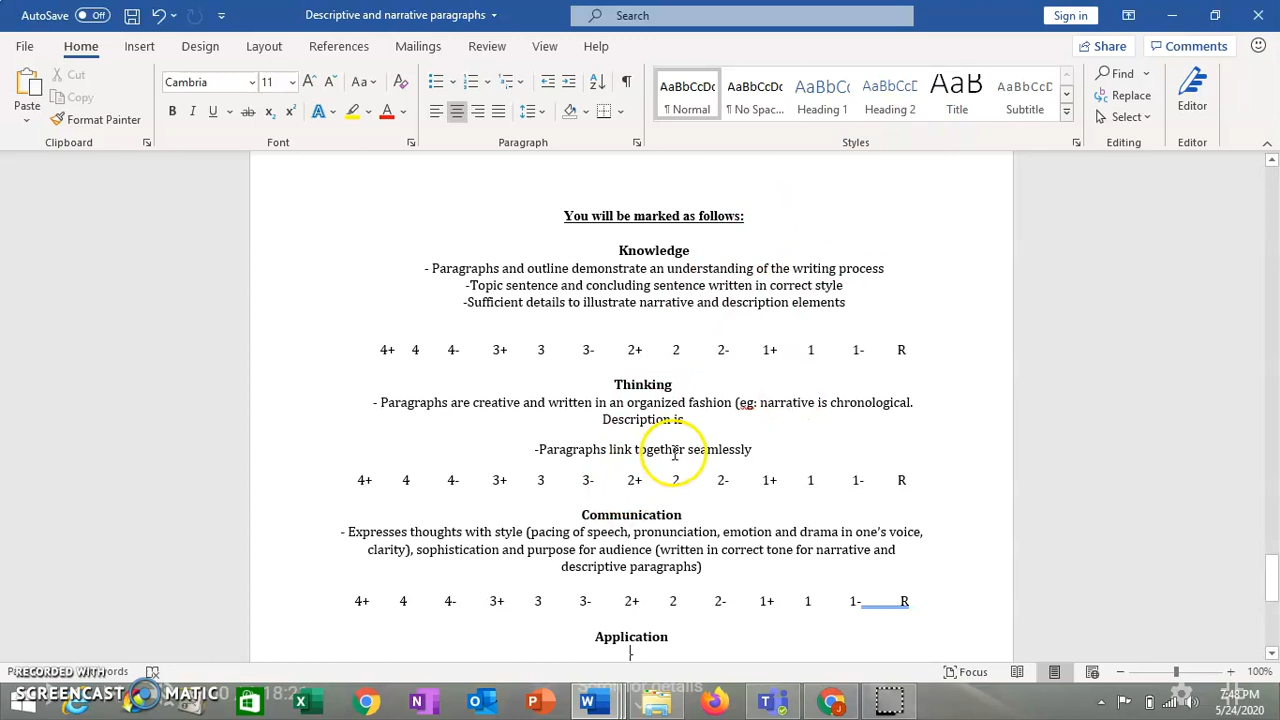 AutoSave Off Descriptive and narrative paragraphs Search Sign in
File Home Insert Design Layout References Mailings Review View Help Share Comments
Paste Cut Copy Format Painter
Cambria 11
AaBbCcDc AaBbCcDc AaBbCc AaBbCcE AaB AaBbCcD
¶ Normal ¶ No Spac... Heading 1 Heading 2 Title Subtitle
Find Replace Select Editor
Clipboard Font Paragraph Styles Editing Editor
You will be marked as follows:
Knowledge
- Paragraphs and outline demonstrate an understanding of the writing process
-Topic sentence and concluding sentence written in correct style
-Sufficient details to illustrate narrative and description elements
4+ 4 4- 3+ 3 3- 2+ 2 2- 1+ 1 1- R
Thinking
- Paragraphs are creative and written in an organized fashion (eg: narrative is chronological.
Description is
-Paragraphs link together seamlessly
4+ 4 4- 3+ 3 3- 2+ 2 2- 1+ 1 1- R
Communication
- Expresses thoughts with style (pacing of speech, pronunciation, emotion and drama in one's voice,
clarity), sophistication and purpose for audience (written in correct tone for narrative and
descriptive paragraphs)
4+ 4 4- 3+ 3 3- 2+ 2 2- 1+ 1 1- R
Application
-
RECORDED WITH
words Focus 100%
SCREENCAST MATIC
7:48 PM
5/24/2020